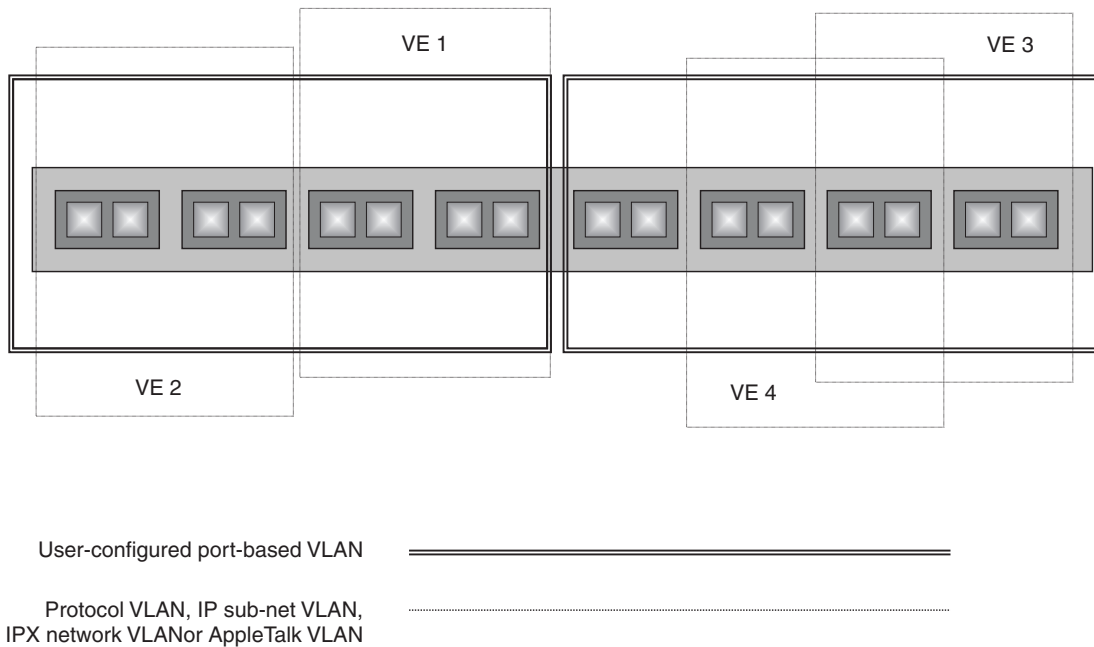 VE 1
VE 3
VE 2
VE 4
User-configured port-based VLAN
Protocol VLAN, IP sub-net VLAN,
IPX network VLANor AppleTalk VLAN